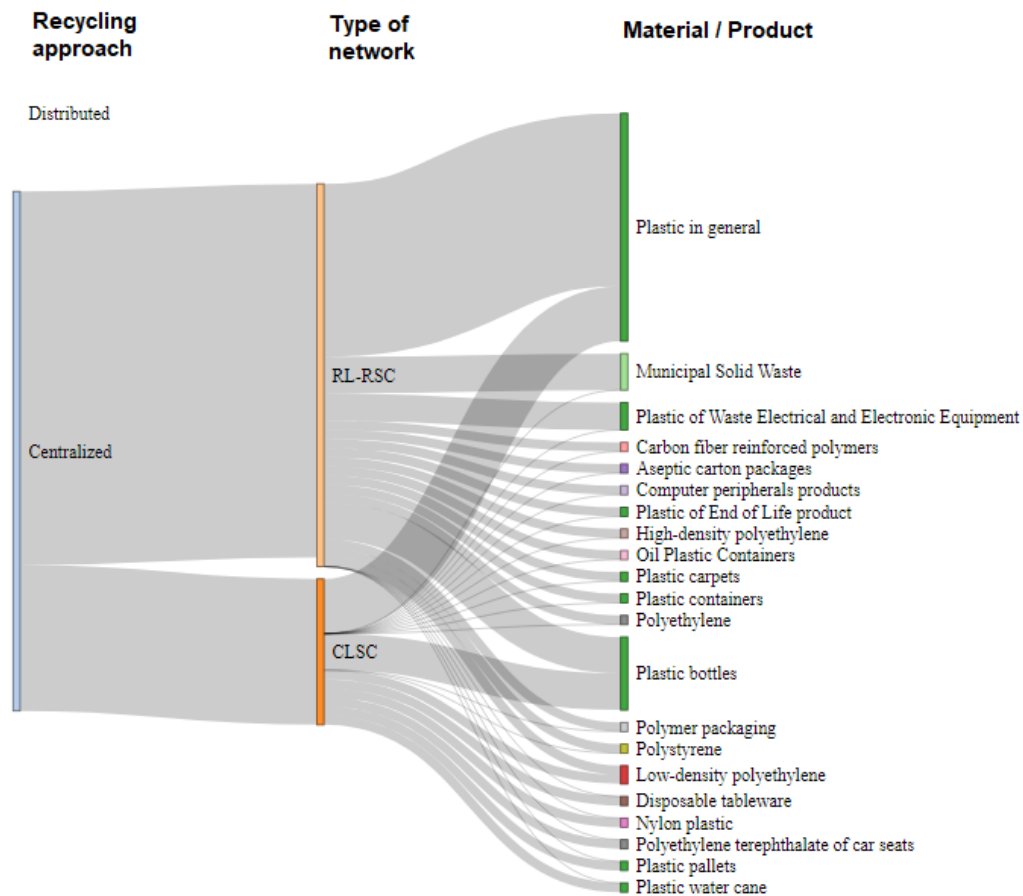 Recycling
approach
Type of
network
Material / Product
Distributed
Centralized
RL-RSC
CLSC
Plastic in general
Municipal Solid Waste
Plastic of Waste Electrical and Electronic Equipment
Carbon fiber reinforced polymers
Aseptic carton packages
Computer peripherals products
Plastic of End of Life product
High-density polyethylene
Oil Plastic Containers
Plastic carpets
Plastic containers
Polyethylene
Plastic bottles
Polymer packaging
Polystyrene
Low-density polyethylene
Disposable tableware
Nylon plastic
Polyethylene terephthalate of car seats
Plastic pallets
Plastic water cane